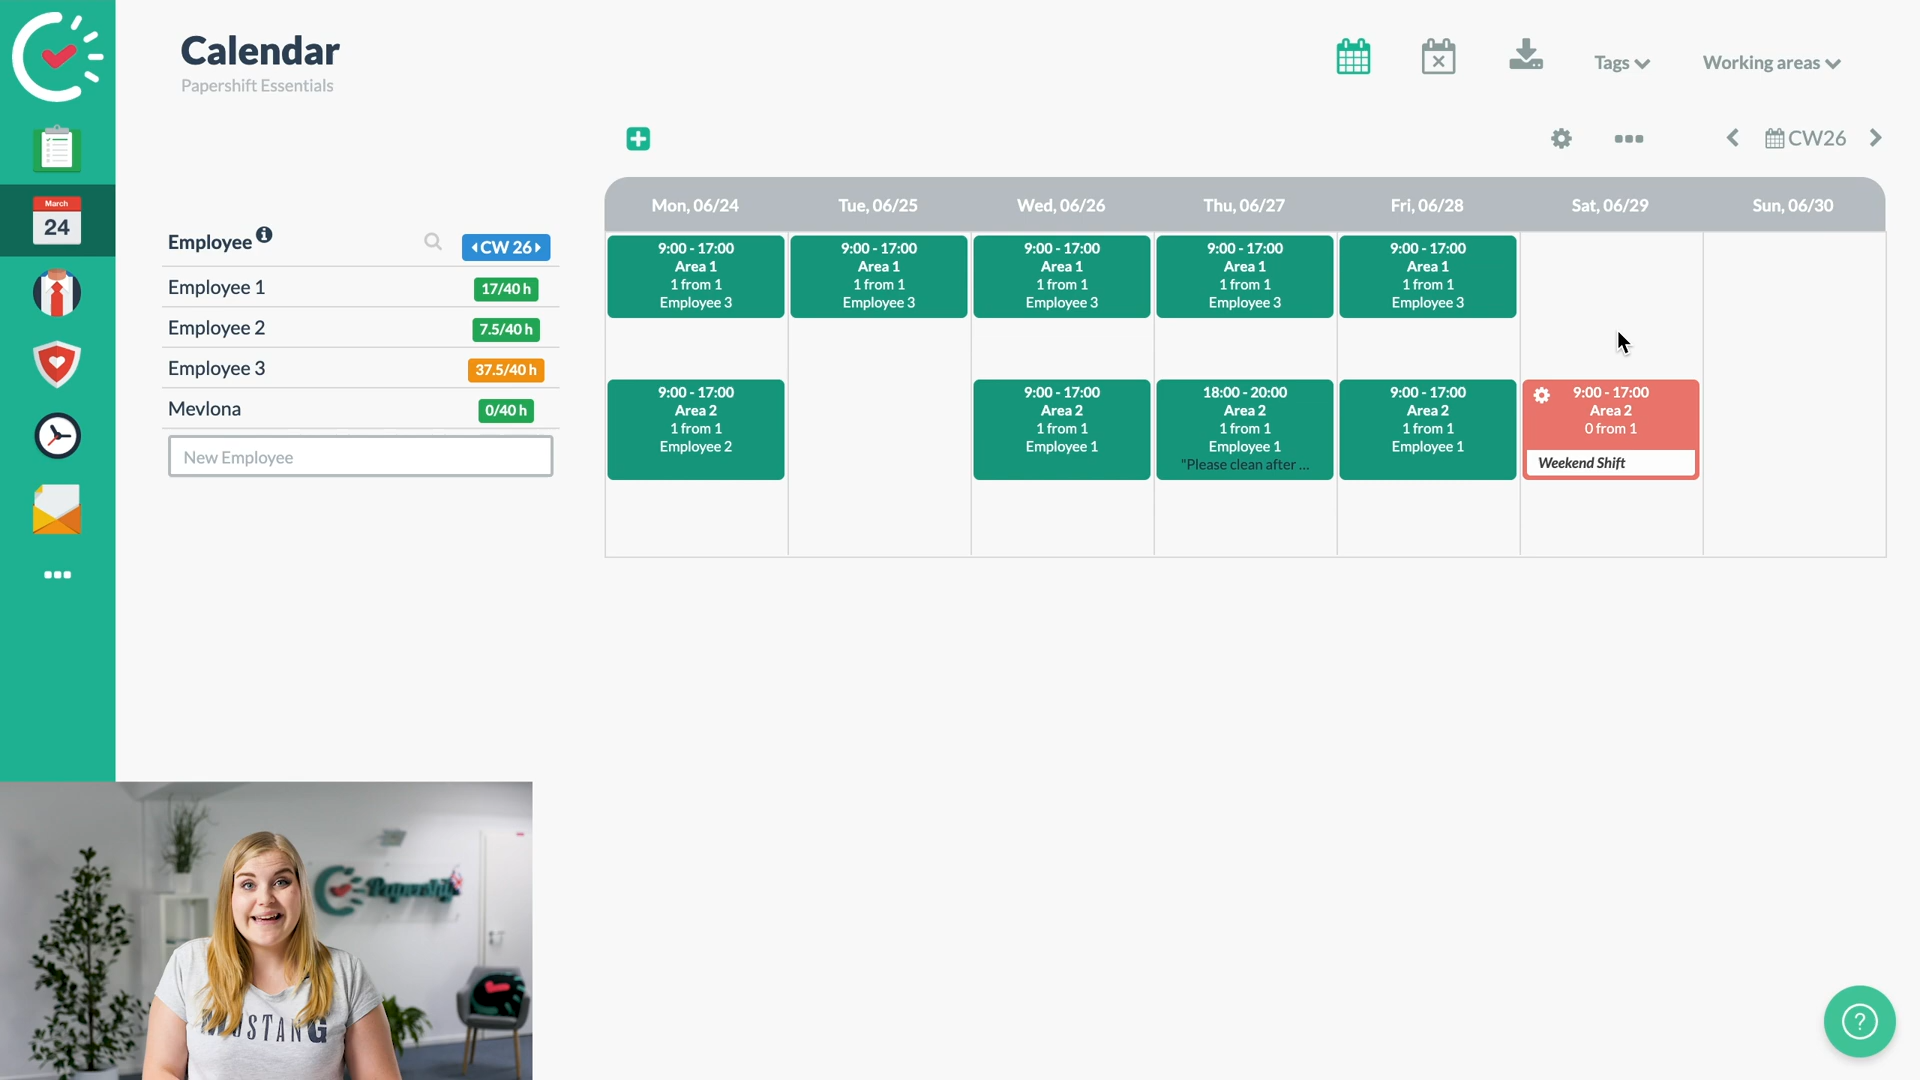 Calendar
Papershift Essentials
Tags
Working areas
March
24
CW26
Employee
CW 26
Employee 1
17/40 h
Employee 2
7.5/40 h
Employee 3
37.5/40 h
Mevlona
0/40 h
New Employee
Mon, 06/24
Tue, 06/25
Wed, 06/26
Thu, 06/27
Fri, 06/28
Sat, 06/29
Sun, 06/30
9:00 - 17:00
Area 1
1 from 1
Employee 3
9:00 - 17:00
Area 1
1 from 1
Employee 3
9:00 - 17:00
Area 1
1 from 1
Employee 3
9:00 - 17:00
Area 1
1 from 1
Employee 3
9:00 - 17:00
Area 1
1 from 1
Employee 3
9:00 - 17:00
Area 2
1 from 1
Employee 2
9:00 - 17:00
Area 2
1 from 1
Employee 1
18:00 - 20:00
Area 2
1 from 1
Employee 1
"Please clean after ...
9:00 - 17:00
Area 2
1 from 1
Employee 1
9:00 - 17:00
Area 2
0 from 1
Weekend Shift
Papershift
MUSTANG
?